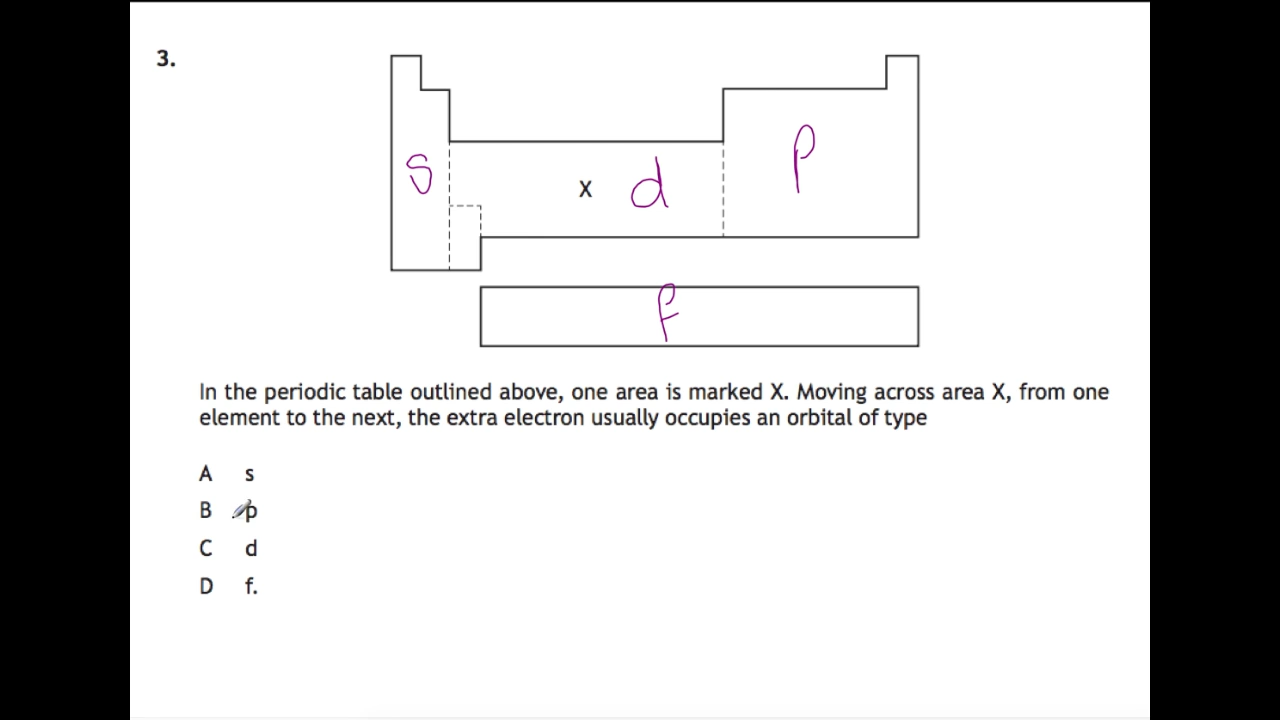 3.
s
X d
p
f
In the periodic table outlined above, one area is marked X. Moving across area X, from one
element to the next, the extra electron usually occupies an orbital of type
A s
B p
C d
D f.